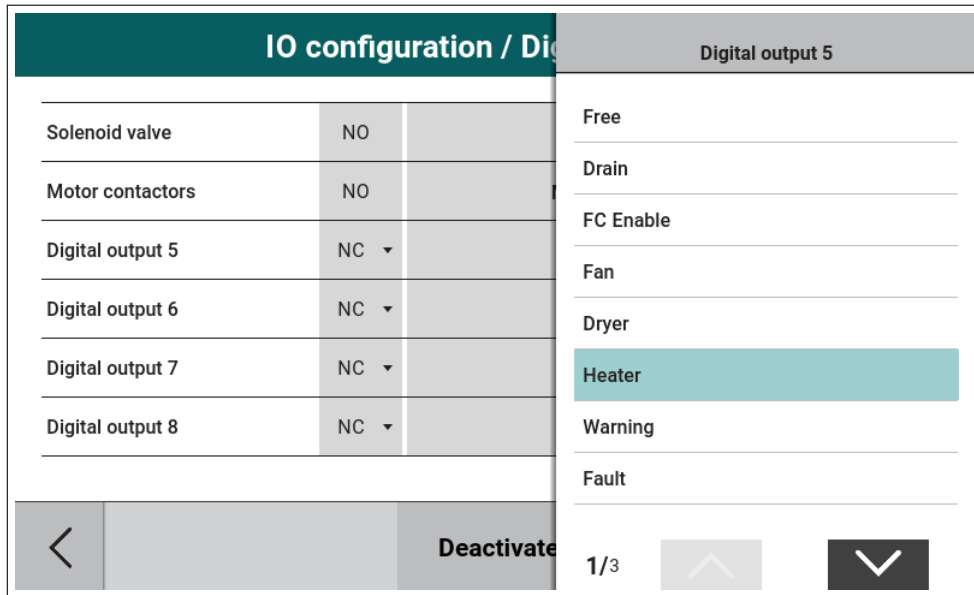 IO configuration / Dig
Digital output 5
Solenoid valve NO
Motor contactors NO
Digital output 5 NC
Digital output 6 NC
Digital output 7 NC
Digital output 8 NC
Deactivate
Free
Drain
FC Enable
Fan
Dryer
Heater
Warning
Fault
1/3